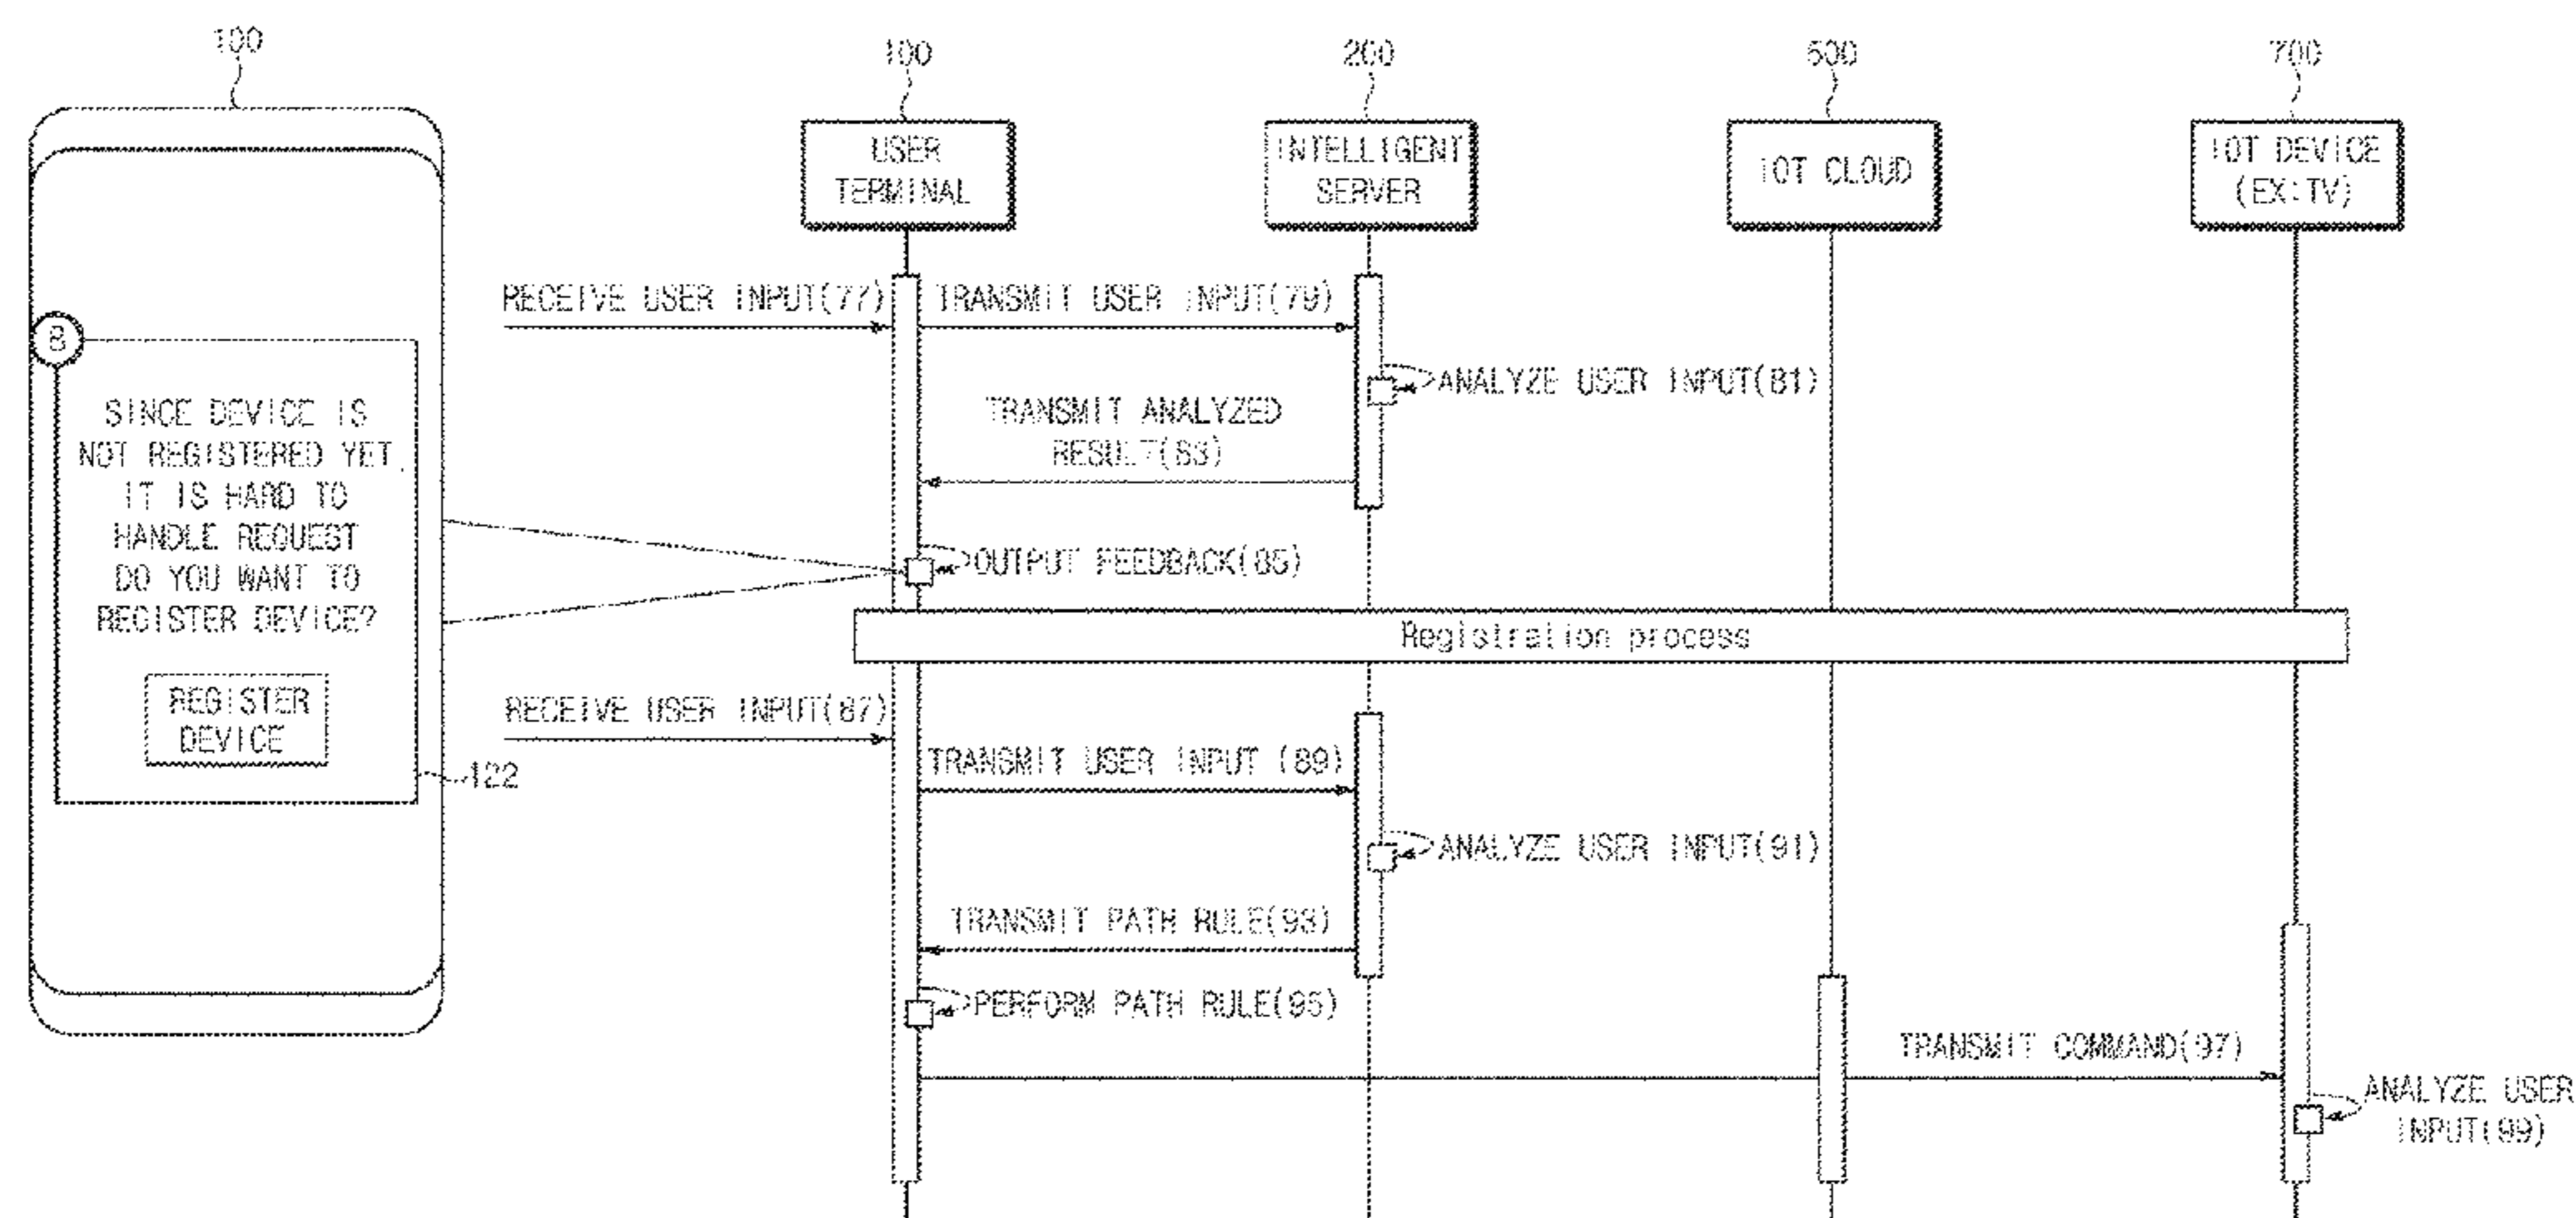 100
100
200
600
700
USER
TERMINAL
INTELLIGENT
SERVER
IOT CLOUD
IOT DEVICE
(EX:TV)
RECEIVE USER INPUT(77)
TRANSMIT USER INPUT(79)
ANALYZE USER INPUT(81)
TRANSMIT ANALYZED
RESULT(83)
OUTPUT FEEDBACK(85)
8
SINCE DEVICE IS
NOT REGISTERED YET,
IT IS HARD TO
HANDLE REQUEST
DO YOU WANT TO
REGISTER DEVICE?
REGISTER
DEVICE
122
Registration process
RECEIVE USER INPUT(87)
TRANSMIT USER INPUT (89)
ANALYZE USER INPUT(91)
TRANSMIT PATH RULE(93)
PERFORM PATH RULE(95)
TRANSMIT COMMAND(97)
ANALYZE USER
INPUT(99)